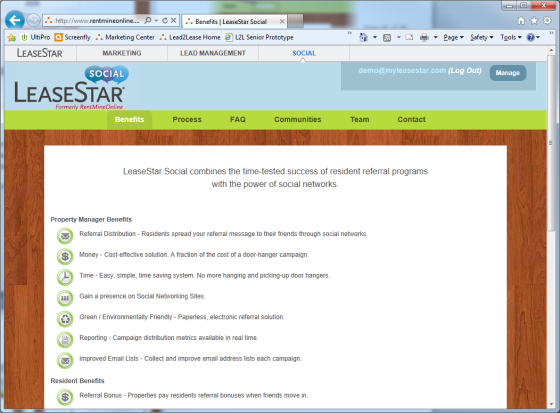 http://www.rentmineonline....
Benefits | LeaseStar Social
UltiPro Screenfly Marketing Center Lead2Lease Home L2L Senior Prototype
Page Safety Tools
LEASESTAR MARKETING LEAD MANAGEMENT SOCIAL
demo@myleasestar.com (Log Out) Manage
SOCIAL
LEASESTAR
Formerly RentMineOnline
Benefits Process FAQ Communities Team Contact
LeaseStar Social combines the time-tested success of resident referral programs
with the power of social networks.
Property Manager Benefits
Referral Distribution - Residents spread your referral message to their friends through social networks.
Money - Cost-effective solution. A fraction of the cost of a door-hanger campaign.
Time - Easy, simple, time saving system. No more hanging and picking-up door hangers.
Gain a presence on Social Networking Sites.
Green / Environmentally Friendly - Paperless, electronic referral solution.
Reporting - Campaign distribution metrics available in real time.
Improved Email Lists - Collect and improve email address lists each campaign.
Resident Benefits
Referral Bonus - Properties pay residents referral bonuses when friends move in.